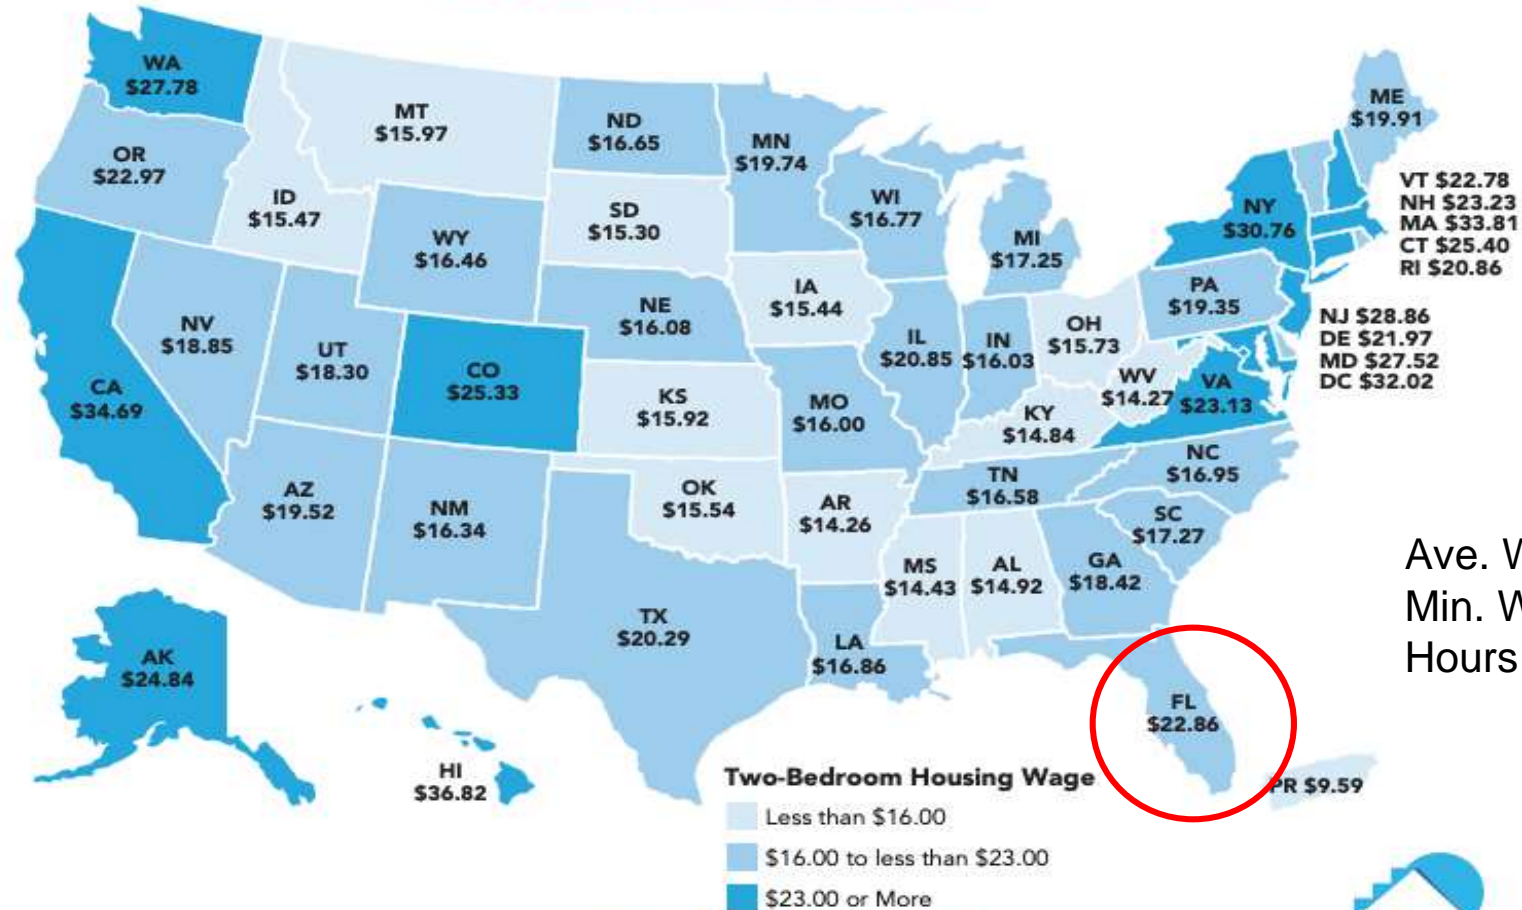 WA
$27.78
MT
$15.97
ND
$16.65
MN
$19.74
ME
$19.91
OR
$22.97
ID
$15.47
SD
$15.30
WI
$16.77
WY
$16.46
MI
$17.25
NY
$30.76
VT $22.78
NH $23.23
MA $33.81
CT $25.40
RI $20.86
NV
$18.85
UT
$18.30
NE
$16.08
IA
$15.44
IL
$20.85
IN
$16.03
OH
$15.73
PA
$19.35
NJ $28.86
DE $21.97
MD $27.52
DC $32.02
CA
$34.69
CO
$25.33
KS
$15.92
MO
$16.00
KY
$14.84
WV
$14.27
VA
$23.13
AZ
$19.52
NM
$16.34
OK
$15.54
AR
$14.26
TN
$16.58
NC
$16.95
SC
$17.27
TX
$20.29
LA
$16.86
MS
$14.43
AL
$14.92
GA
$18.42
FL
$22.86
AK
$24.84
HI
$36.82
PR $9.59
Ave. W
Min. W
Hours
Two-Bedroom Housing Wage
Less than $16.00
$16.00 to less than $23.00
$23.00 or More